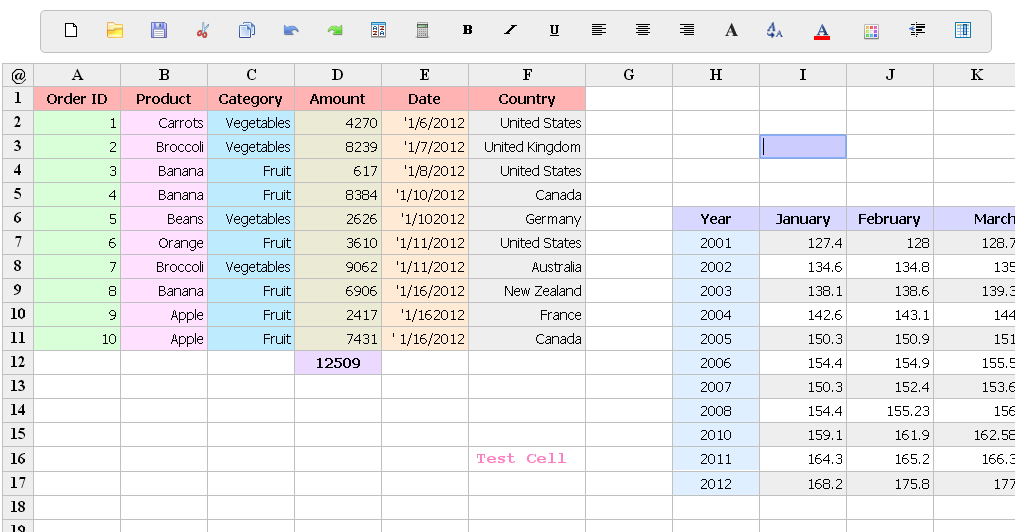 B I U A A A
@ A B C D E F G H I J K
1 Order ID Product Category Amount Date Country
2 1 Carrots Vegetables 4270 '1/6/2012 United States
3 2 Broccoli Vegetables 8239 '1/7/2012 United Kingdom
4 3 Banana Fruit 617 '1/8/2012 United States
5 4 Banana Fruit 8384 '1/10/2012 Canada
6 5 Beans Vegetables 2626 '1/102012 Germany Year January February March
7 6 Orange Fruit 3610 '1/11/2012 United States 2001 127.4 128 128.7
8 7 Broccoli Vegetables 9062 '1/11/2012 Australia 2002 134.6 134.8 135
9 8 Banana Fruit 6906 '1/16/2012 New Zealand 2003 138.1 138.6 139.3
10 9 Apple Fruit 2417 '1/162012 France 2004 142.6 143.1 144
11 10 Apple Fruit 7431 ' 1/16/2012 Canada 2005 150.3 150.9 151
12 12509 2006 154.4 154.9 155.5
13 2007 150.3 152.4 153.6
14 2008 154.4 155.23 156
15 2010 159.1 161.9 162.58
16 Test Cell 2011 164.3 165.2 166.3
17 2012 168.2 175.8 177
18
19